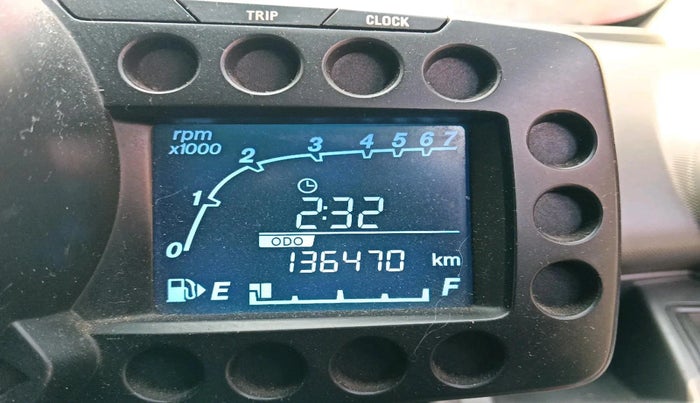 TRIP CLOCK
rpm
x1000
0 1 2 3 4 5 6 7
2:32
ODO
136470 km
E F